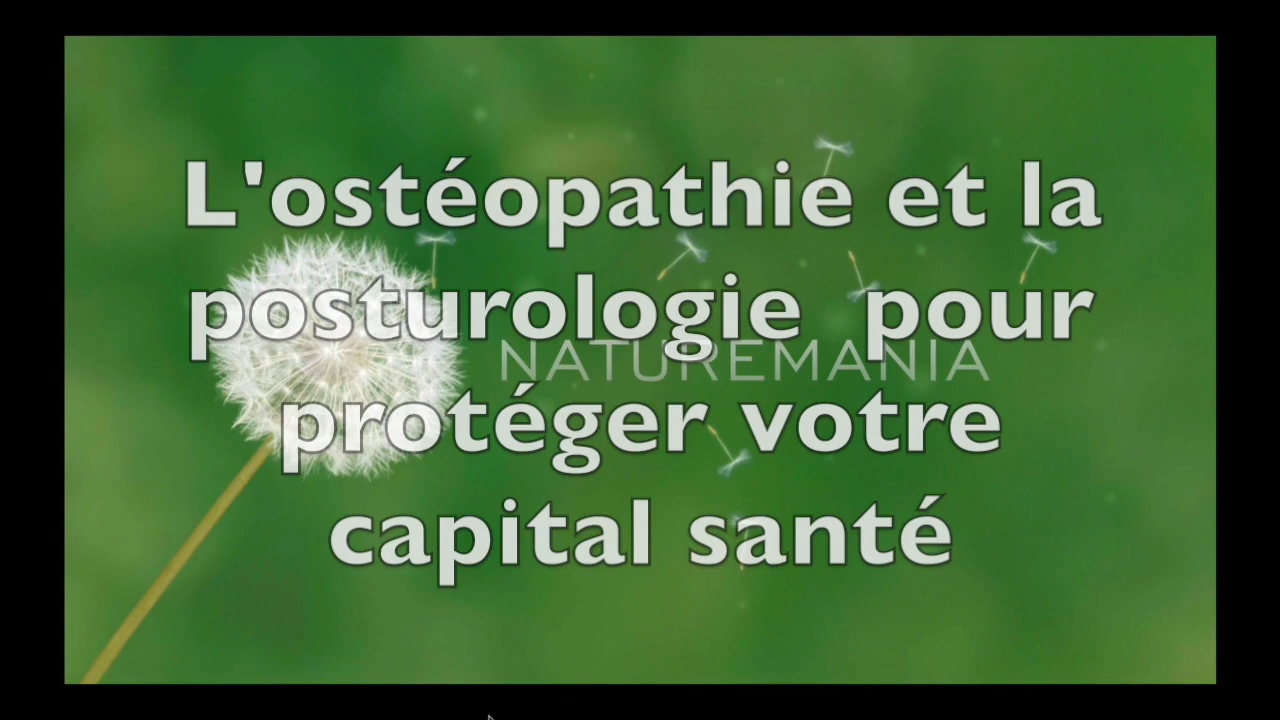 L'ostéopathie et la
posturologie  pour
NATUREMANIA
protéger votre
capital santé